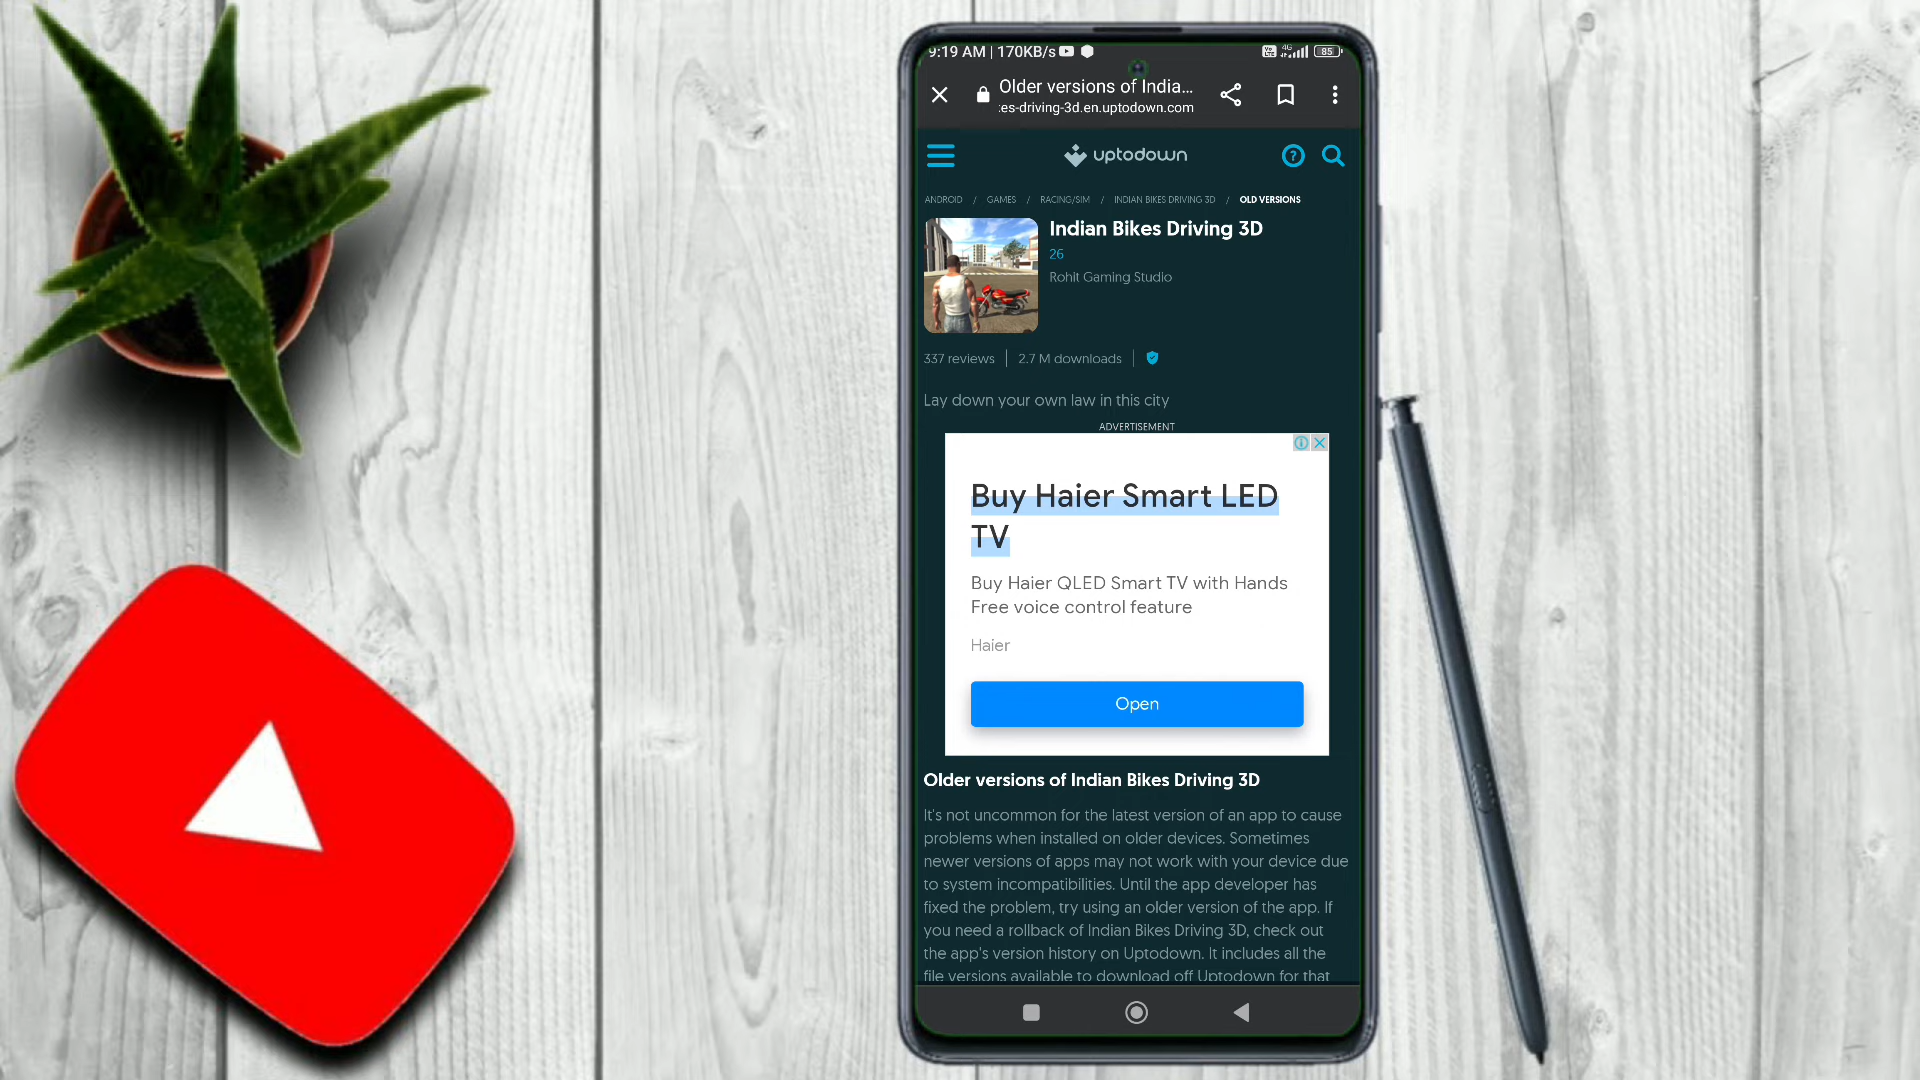 9:19 AM | 170KB/s
Vo LTE 4G 85
Older versions of India...
:es-driving-3d.en.uptodown.com
uptodown
ANDROID / GAMES / RACING/SIM / INDIAN BIKES DRIVING 3D / OLD VERSIONS
Indian Bikes Driving 3D
26
Rohit Gaming Studio
337 reviews | 2.7 M downloads
Lay down your own law in this city
ADVERTISEMENT
Buy Haier Smart LED
TV
Buy Haier QLED Smart TV with Hands
Free voice control feature
Haier
Open
Older versions of Indian Bikes Driving 3D
It's not uncommon for the latest version of an app to cause
problems when installed on older devices. Sometimes
newer versions of apps may not work with your device due
to system incompatibilities. Until the app developer has
fixed the problem, try using an older version of the app. If
you need a rollback of Indian Bikes Driving 3D, check out
the app's version history on Uptodown. It includes all the
file versions available to download off Uptodown for that